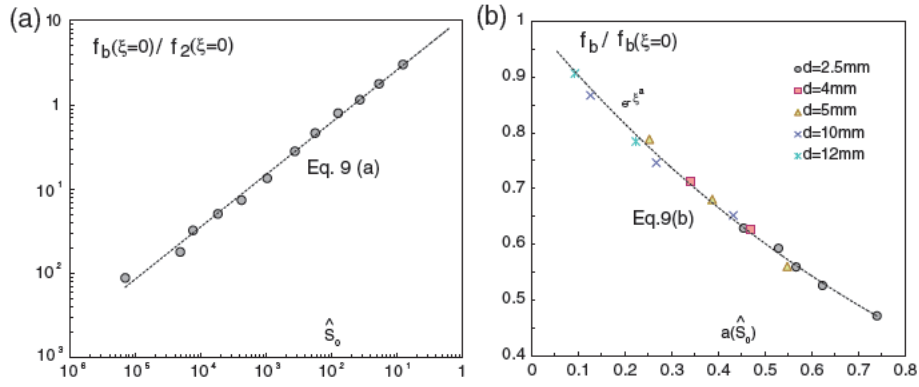 (a)
f_b(ξ=0)/ f_2(ξ=0)
Eq. 9 (a)
10
1
10¹
10²
10³
10⁶ 10⁵ 10⁴ 10³ 10² 10¹ 1
Ŝ₀
(b)
f_b / f_b(ξ=0)
e-ξᵃ
Eq.9(b)
d=2.5mm
d=4mm
d=5mm
d=10mm
d=12mm
1
0.9
0.8
0.7
0.6
0.5
0.4
0 0.1 0.2 0.3 0.4 0.5 0.6 0.7 0.8
a(Ŝ₀)